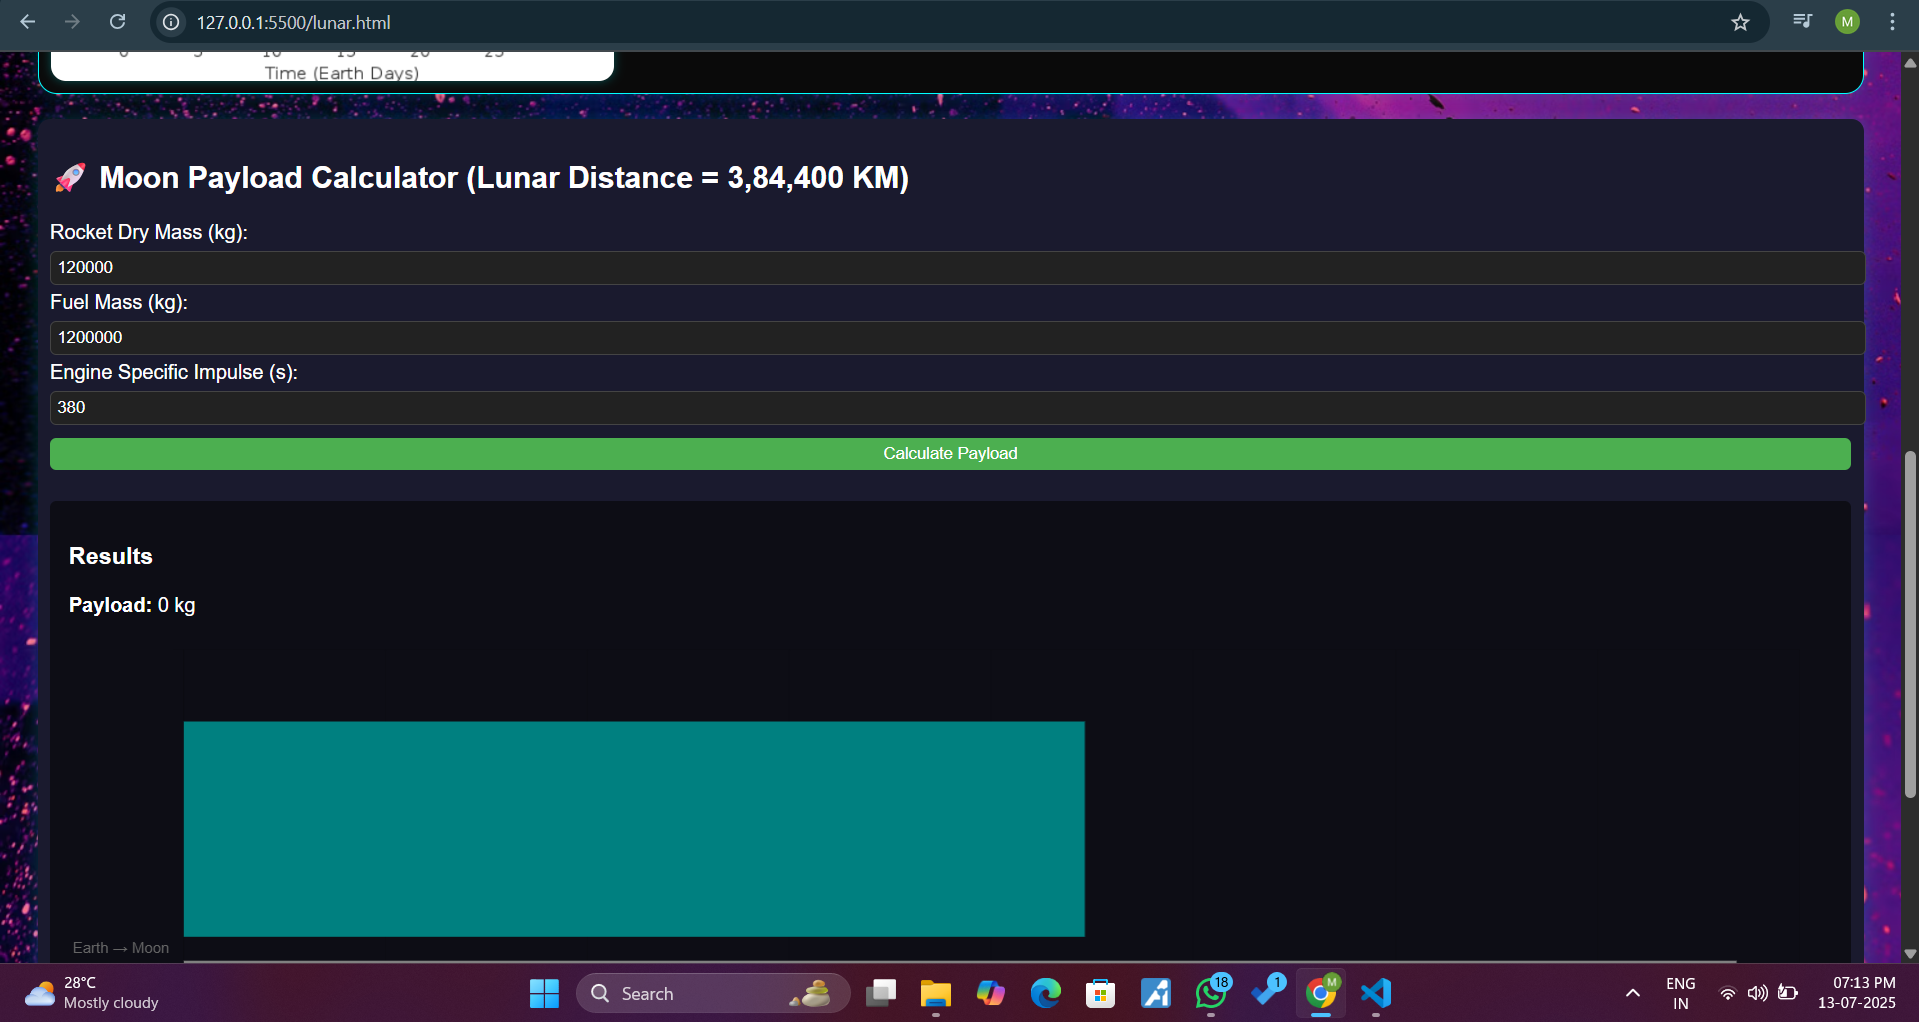 127.0.0.1:5500/lunar.html
M
0 5 10 15 20 25
Time (Earth Days)
🚀 Moon Payload Calculator (Lunar Distance = 3,84,400 KM)
Rocket Dry Mass (kg):
120000
Fuel Mass (kg):
1200000
Engine Specific Impulse (s):
380
Calculate Payload
Results
Payload: 0 kg
Earth → Moon
28°C
Mostly cloudy
Search
18
1
M
ENG
IN
07:13 PM
13-07-2025